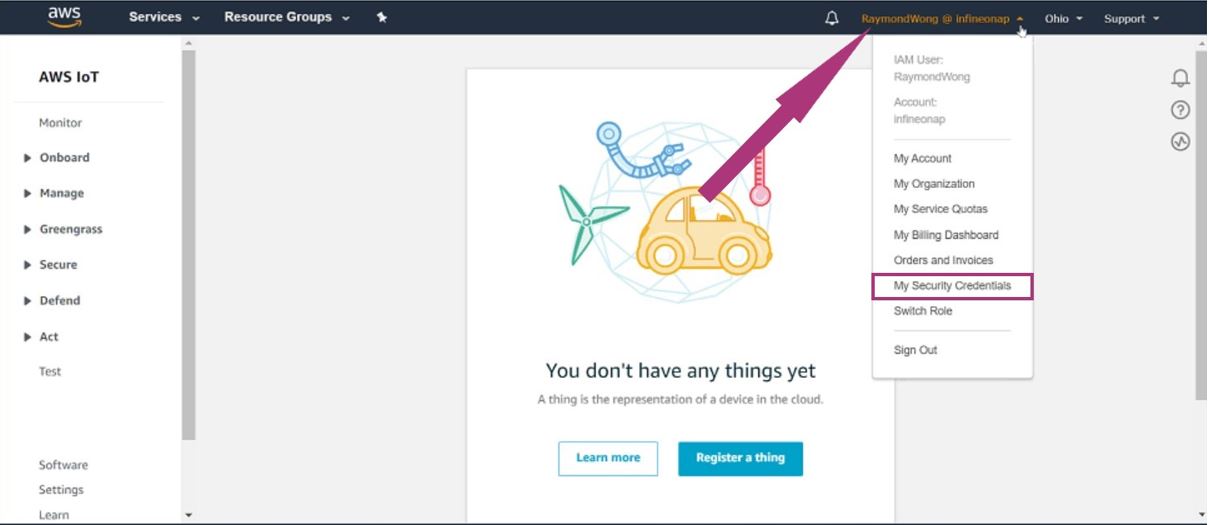 aws
Services
Resource Groups
RaymondWong @ infineonap
Ohio
Support
AWS IoT
Monitor
Onboard
Manage
Greengrass
Secure
Defend
Act
Test
Software
Settings
Learn
You don't have any things yet
A thing is the representation of a device in the cloud.
Learn more
Register a thing
IAM User:
RaymondWong
Account:
infineonap
My Account
My Organization
My Service Quotas
My Billing Dashboard
Orders and Invoices
My Security Credentials
Switch Role
Sign Out